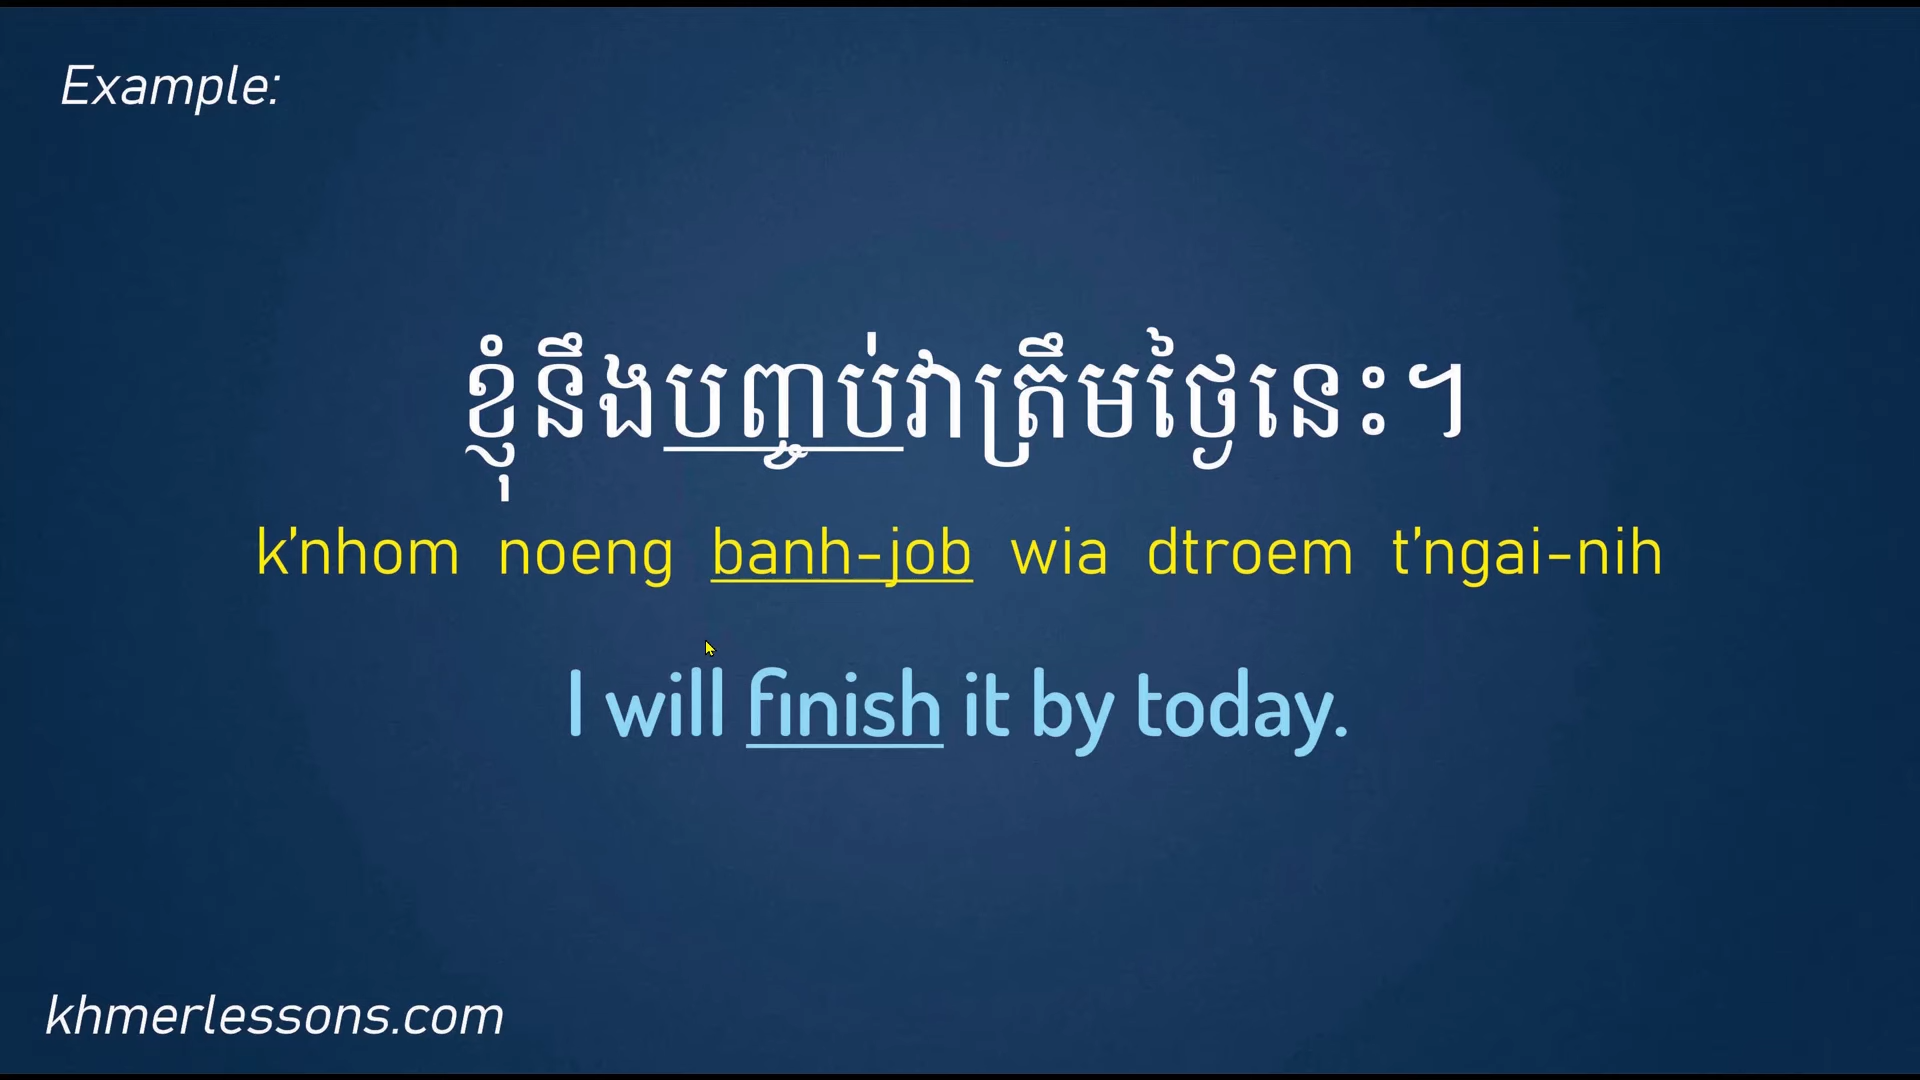 Example:
ខ្ញុំនឹងបញ្ចប់វាត្រឹមថ្ងៃនេះ។
k'nhom noeng banh-job wia dtroem t'ngai-nih
I will finish it by today.
khmerlessons.com